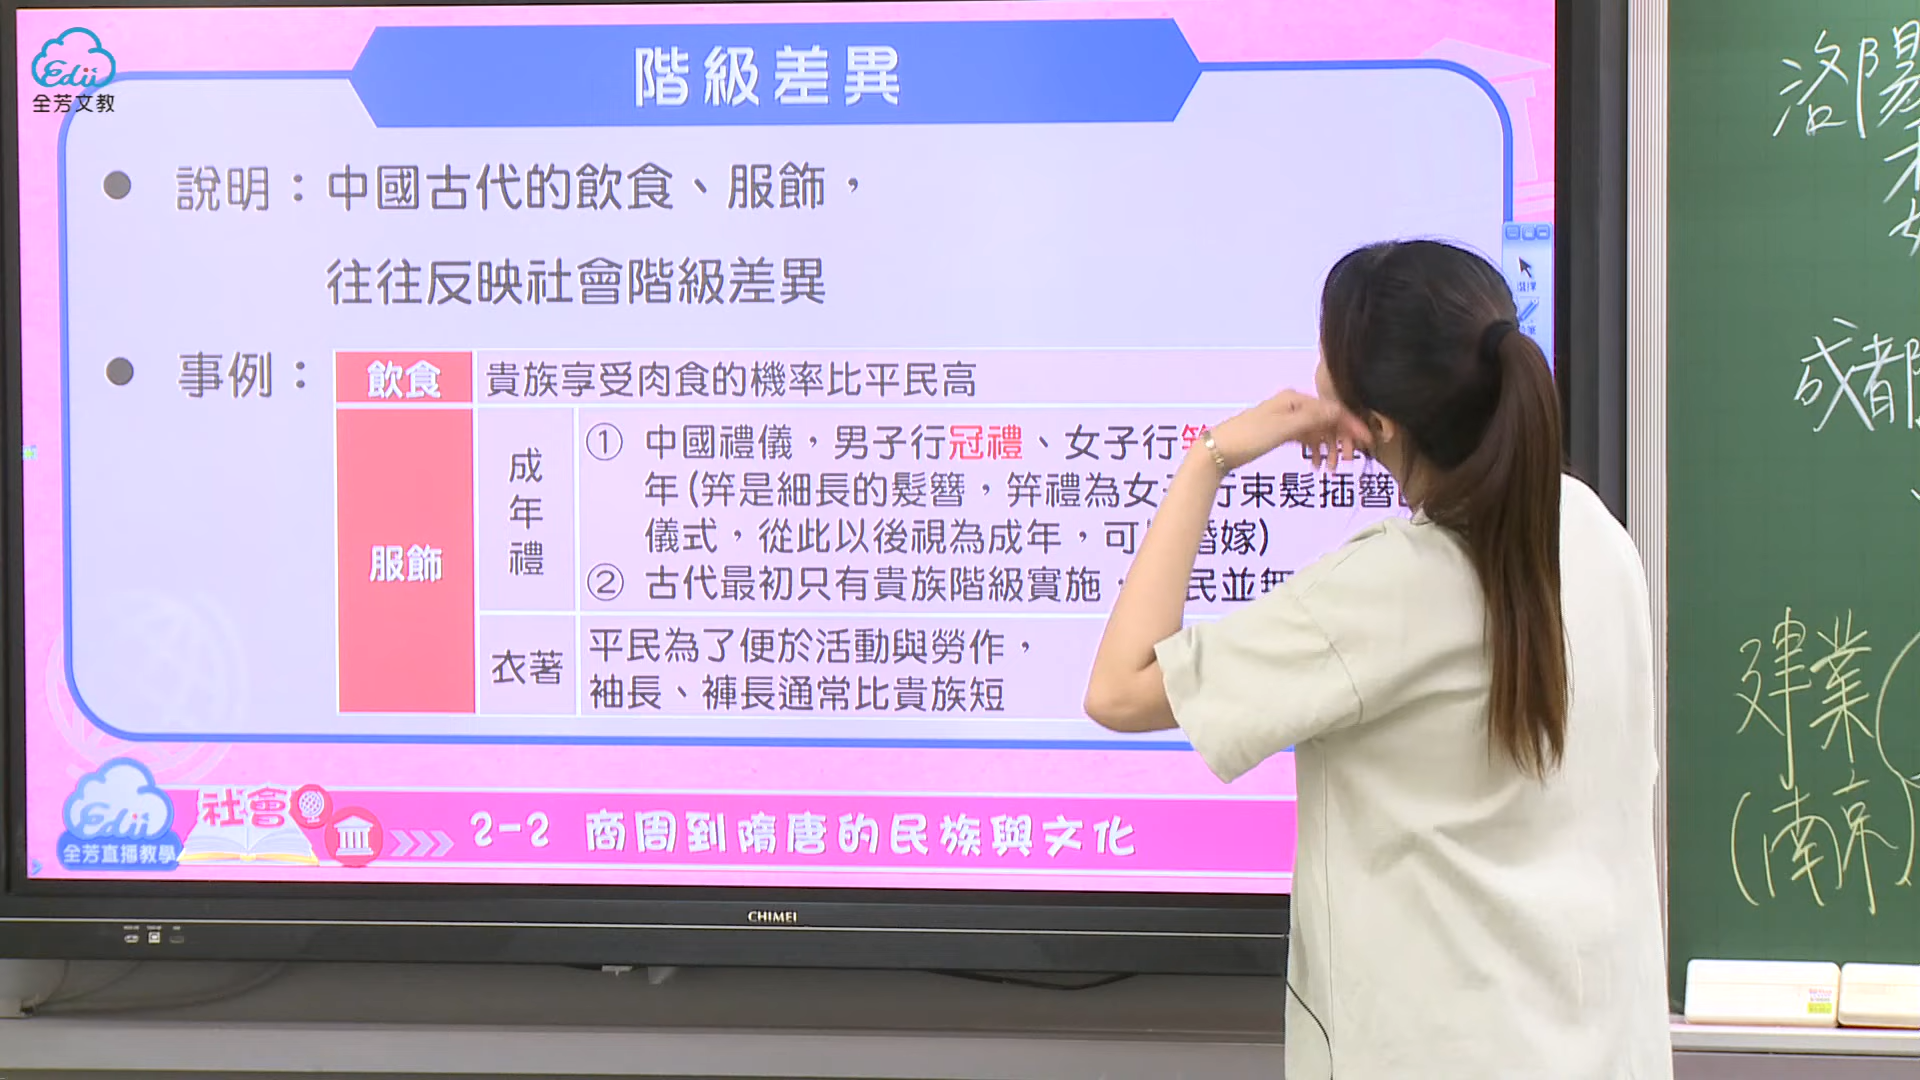 Edii
全芳文教
階級差異
● 說明：中國古代的飲食、服飾，
往往反映社會階級差異
● 事例：
飲食 貴族享受肉食的機率比平民高
服飾
成年禮
① 中國禮儀，男子行冠禮、女子行
年(笄是細長的髮簪，笄禮為女 行束髮插簪
儀式，從此以後視為成年，可 婚嫁)
② 古代最初只有貴族階級實施， 民並無
衣著
平民為了便於活動與勞作，
袖長、褲長通常比貴族短
選擇
Edii
全芳直播教學
社會
2-2 商周到隋唐的民族與文化
CHIMEI
洛陽
成都
建業
(南京)